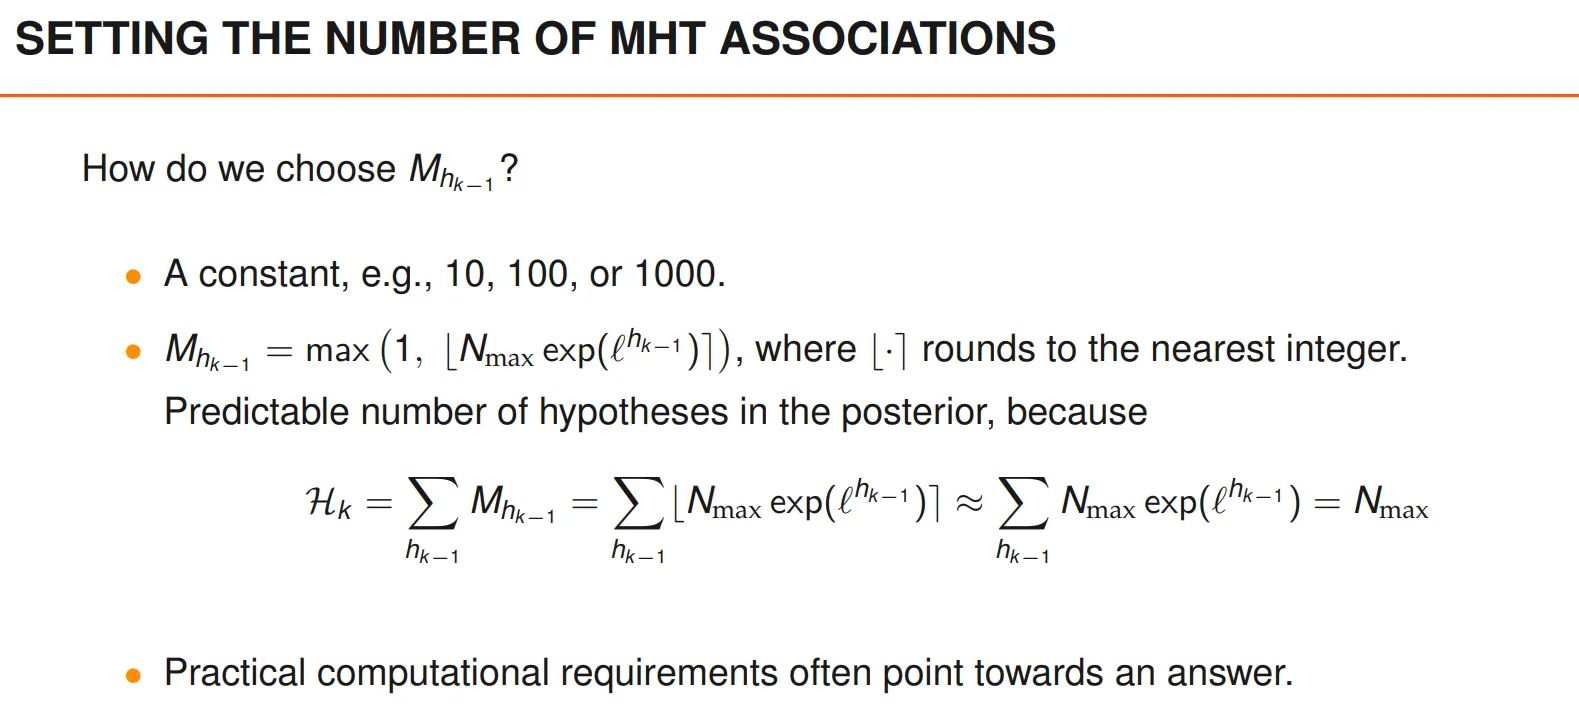 SETTING THE NUMBER OF MHT ASSOCIATIONS
How do we choose $M_{h_{k-1}}$?
• A constant, e.g., 10, 100, or 1000.
• $M_{h_{k-1}} = \max\left(1, \lfloor N_{\max} \exp(\ell^{h_{k-1}}) \rceil\right)$, where $\lfloor \cdot \rceil$ rounds to the nearest integer.
Predictable number of hypotheses in the posterior, because
$\mathcal{H}_k = \sum_{h_{k-1}} M_{h_{k-1}} = \sum_{h_{k-1}} \lfloor N_{\max} \exp(\ell^{h_{k-1}}) \rceil \approx \sum_{h_{k-1}} N_{\max} \exp(\ell^{h_{k-1}}) = N_{\max}$
• Practical computational requirements often point towards an answer.